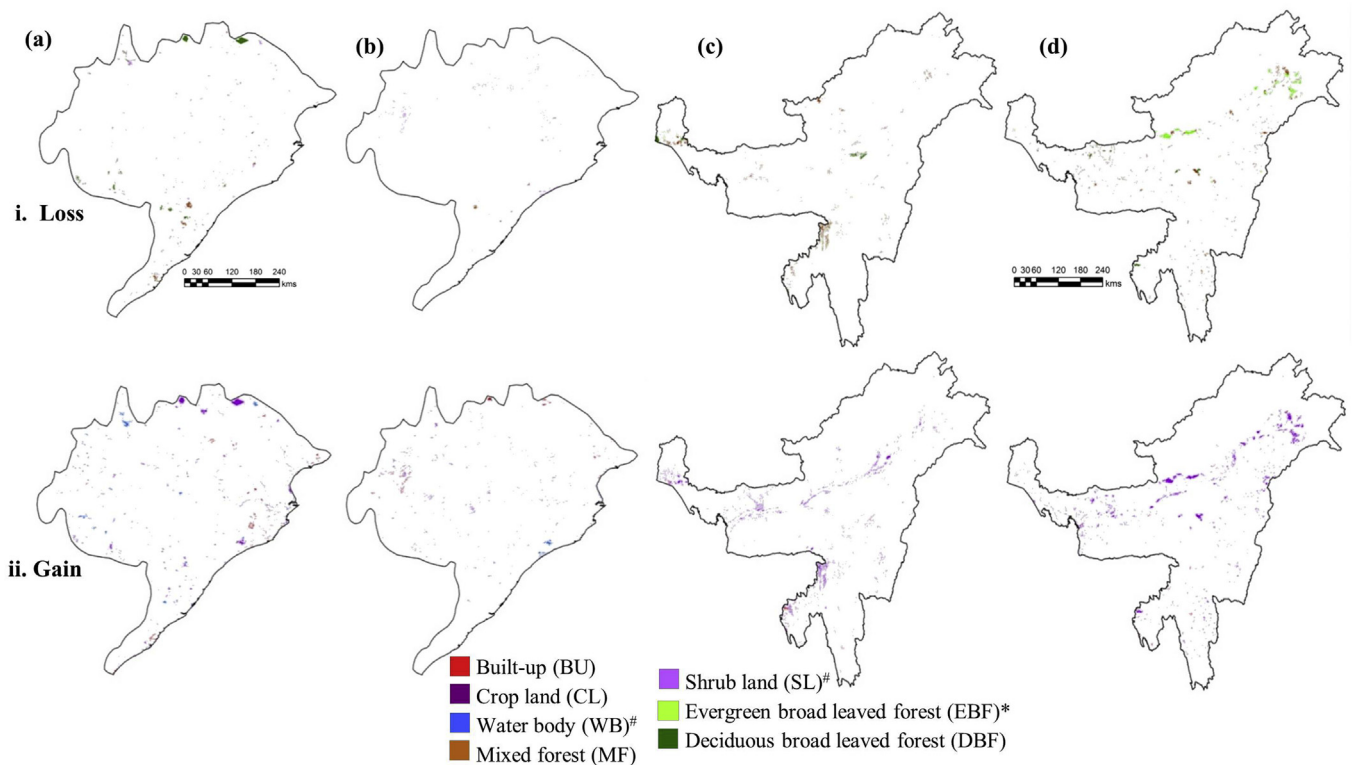 (a)
(b)
(c)
(d)
i. Loss
0 30 60 120 180 240
kms
0 30 60 120 180 240
kms
ii. Gain
Built-up (BU)
Crop land (CL)
Water body (WB)#
Mixed forest (MF)
Shrub land (SL)#
Evergreen broad leaved forest (EBF)*
Deciduous broad leaved forest (DBF)